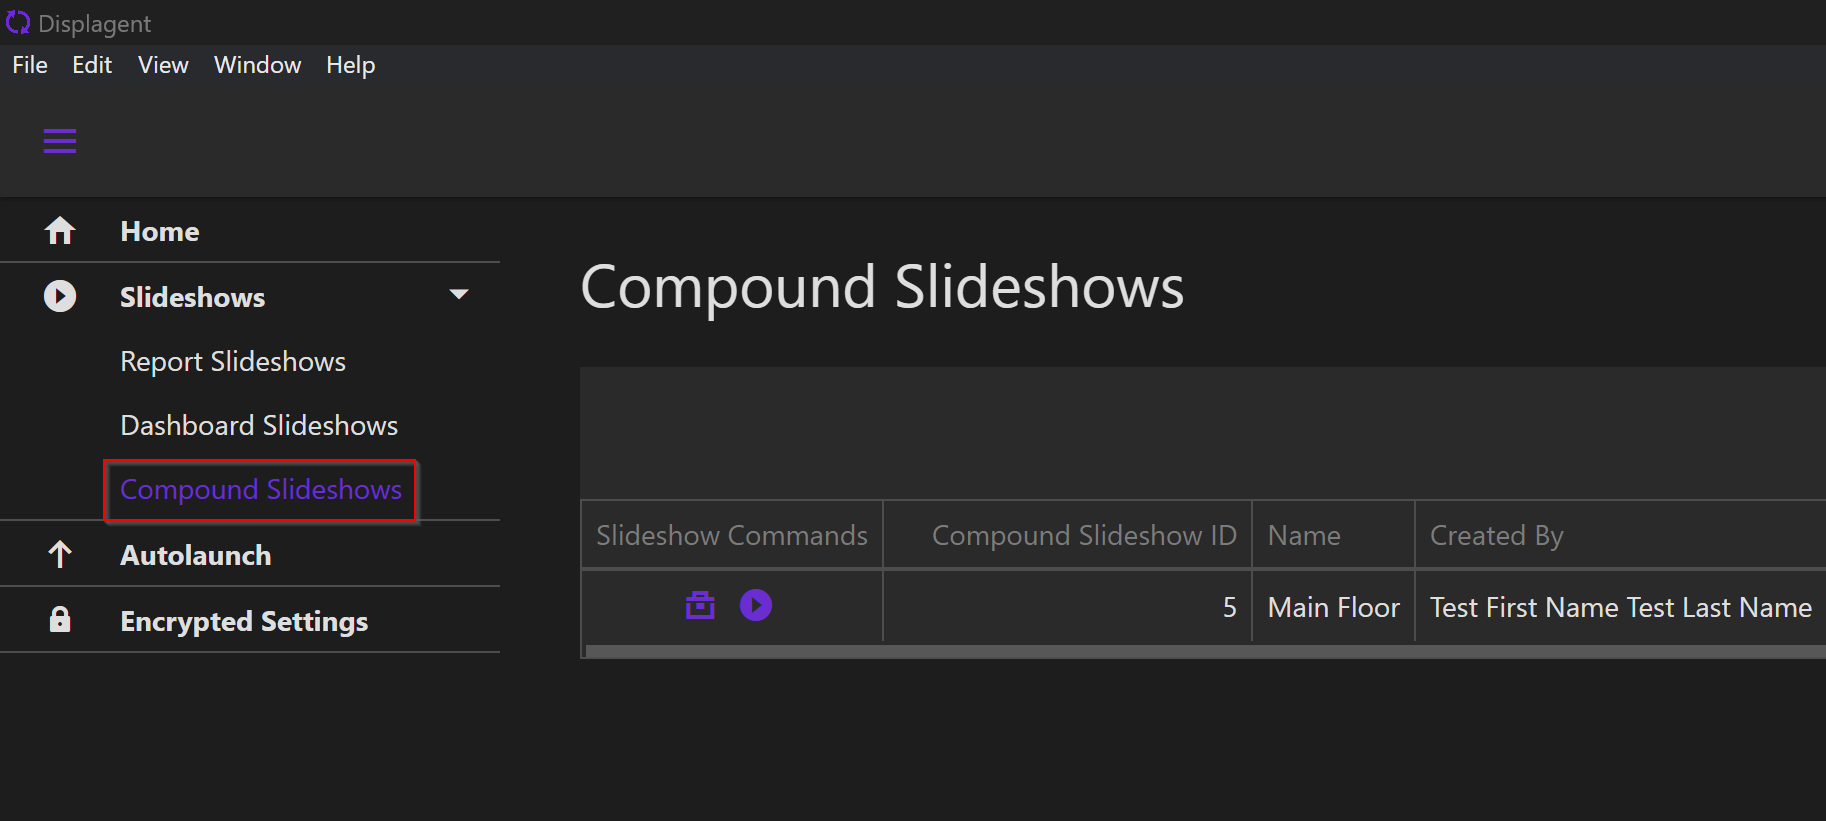 Displagent
File Edit View Window Help
Home
Slideshows
Report Slideshows
Dashboard Slideshows
Compound Slideshows
Autolaunch
Encrypted Settings
Compound Slideshows
Slideshow Commands Compound Slideshow ID Name Created By
5 Main Floor Test First Name Test Last Name